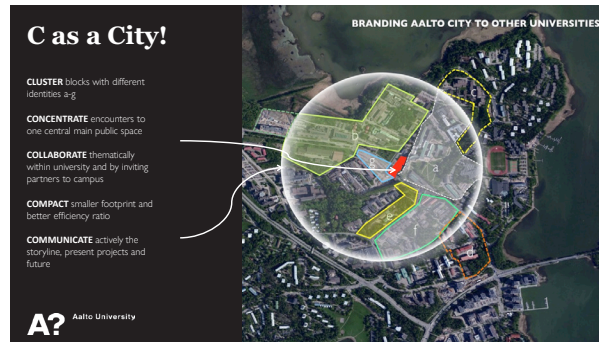 C as a City!
CLUSTER blocks with different
identities a-g
CONCENTRATE encounters to
one central main public space
COLLABORATE thematically
within university and by inviting
partners to campus
COMPACT smaller footprint and
better efficiency ratio
COMMUNICATE actively the
storyline, present projects and
future
A?
Aalto University
BRANDING AALTO CITY TO OTHER UNIVERSITIES
c
b
g
a
e
f
d